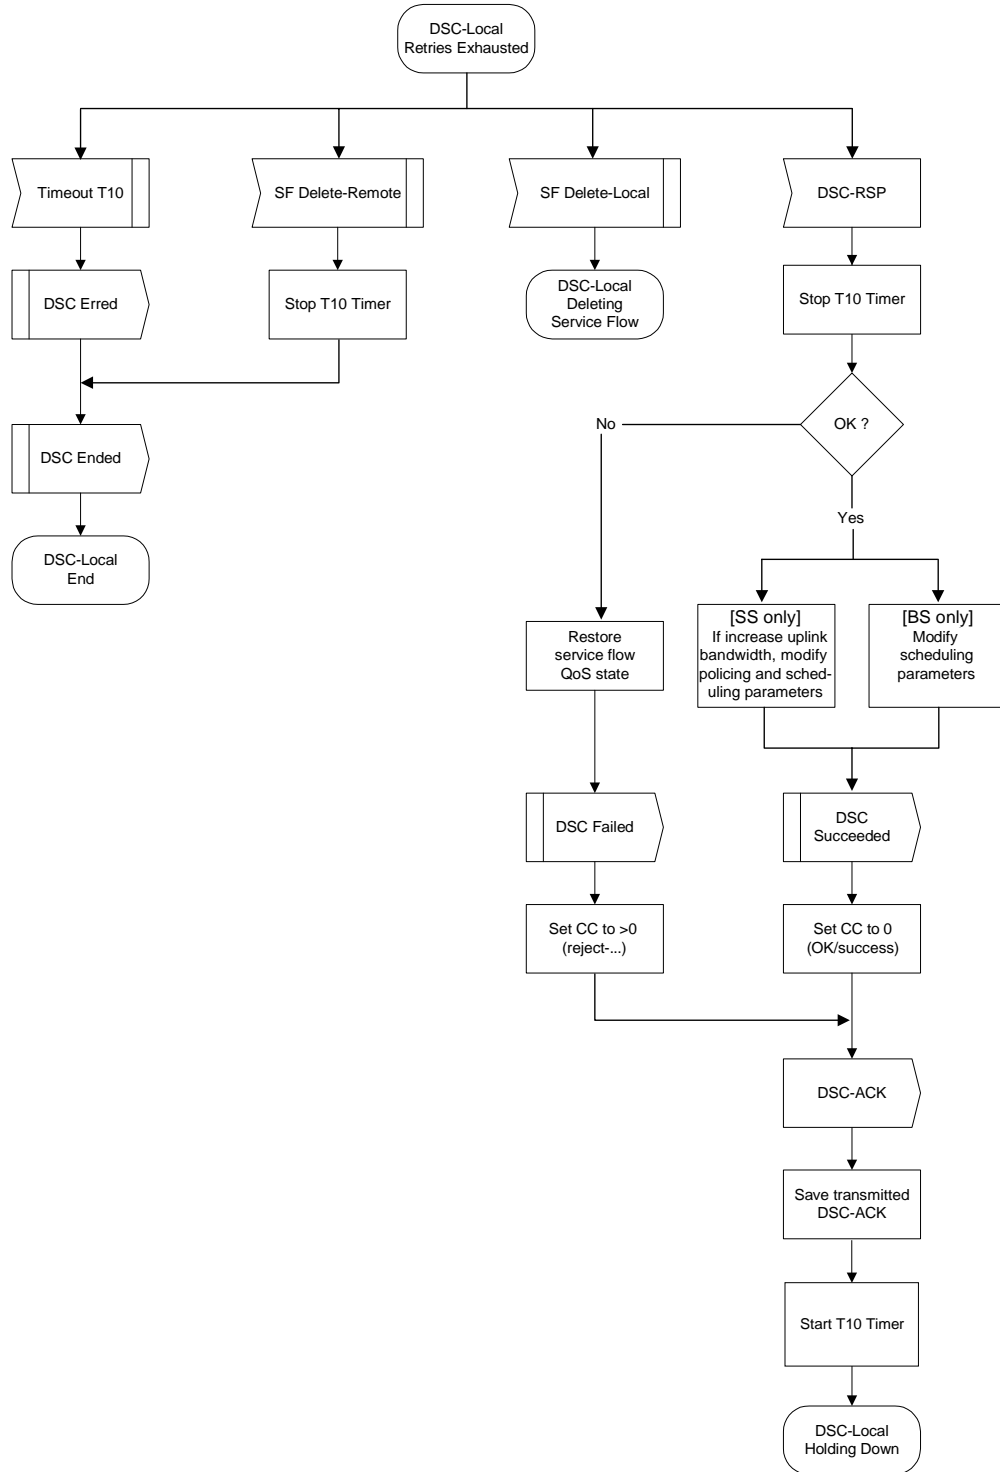 DSC-Local
Retries Exhausted
Timeout T10
SF Delete-Remote
SF Delete-Local
DSC-RSP
DSC Erred
Stop T10 Timer
DSC-Local
Deleting
Service Flow
Stop T10 Timer
No
OK ?
DSC Ended
Yes
DSC-Local
End
Restore
service flow
QoS state
[SS only]
If increase uplink
bandwidth, modify
policing and sched-
uling parameters
[BS only]
Modify
scheduling
parameters
DSC Failed
DSC
Succeeded
Set CC to >0
(reject-...)
Set CC to 0
(OK/success)
DSC-ACK
Save transmitted
DSC-ACK
Start T10 Timer
DSC-Local
Holding Down